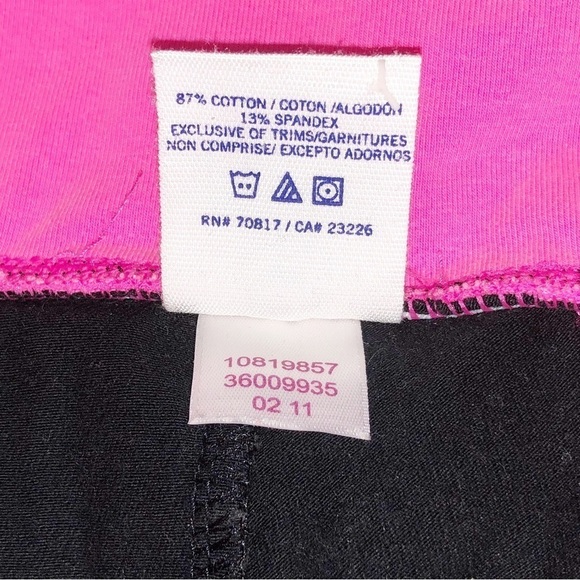 87% COTTON / COTON /ALGODÓN
13% SPANDEX
EXCLUSIVE OF TRIMS/GARNITURES
NON COMPRISE/ EXCEPTO ADORNOS
RN# 70817 / CA# 23226
10819857
36009935
02 11